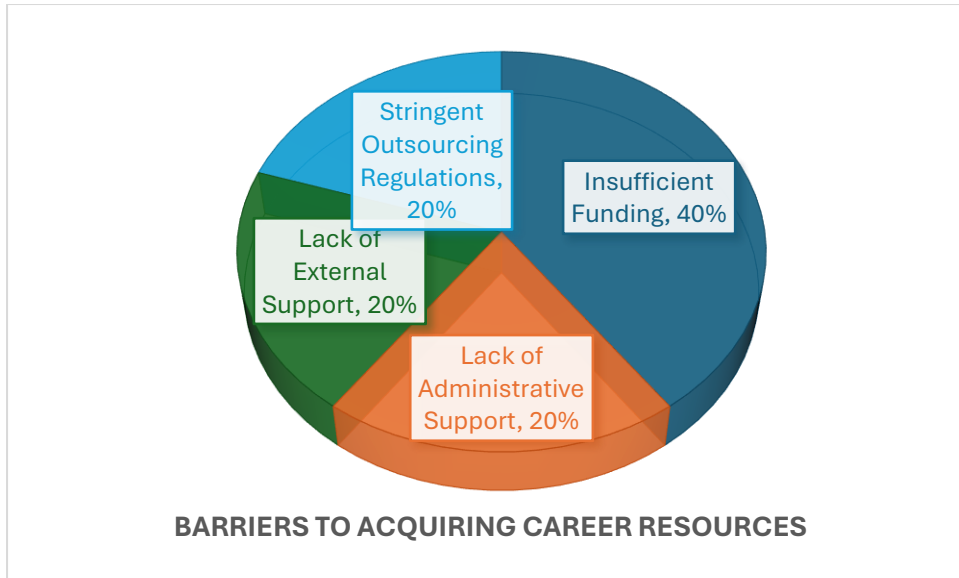 Stringent
Outsourcing
Regulations,
20%
Insufficient
Funding, 40%
Lack of
External
Support, 20%
Lack of
Administrative
Support, 20%
BARRIERS TO ACQUIRING CAREER RESOURCES